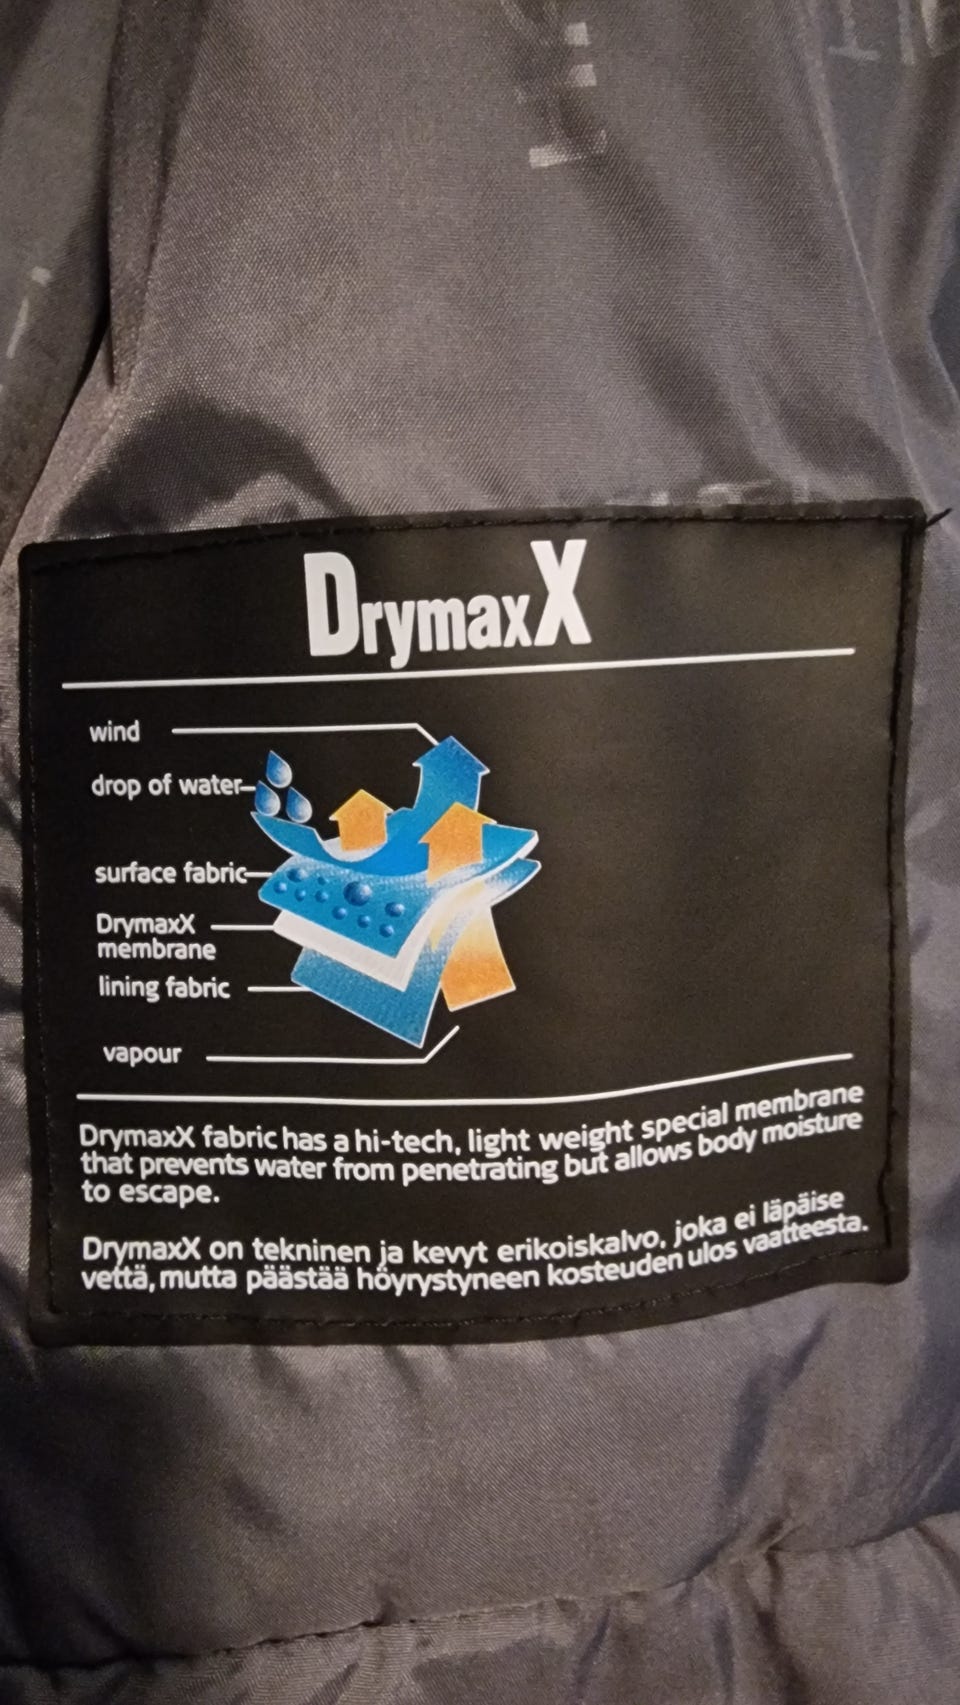 DrymaxX
wind
drop of water
surface fabric
DrymaxX
membrane
lining fabric
vapour
DrymaxX fabric has a hi-tech, light weight special membrane
that prevents water from penetrating but allows body moisture
to escape.
DrymaxX on tekninen ja kevyt erikoiskalvo, joka ei läpäise
vettä, mutta päästää höyrystyneen kosteuden ulos vaatteesta.